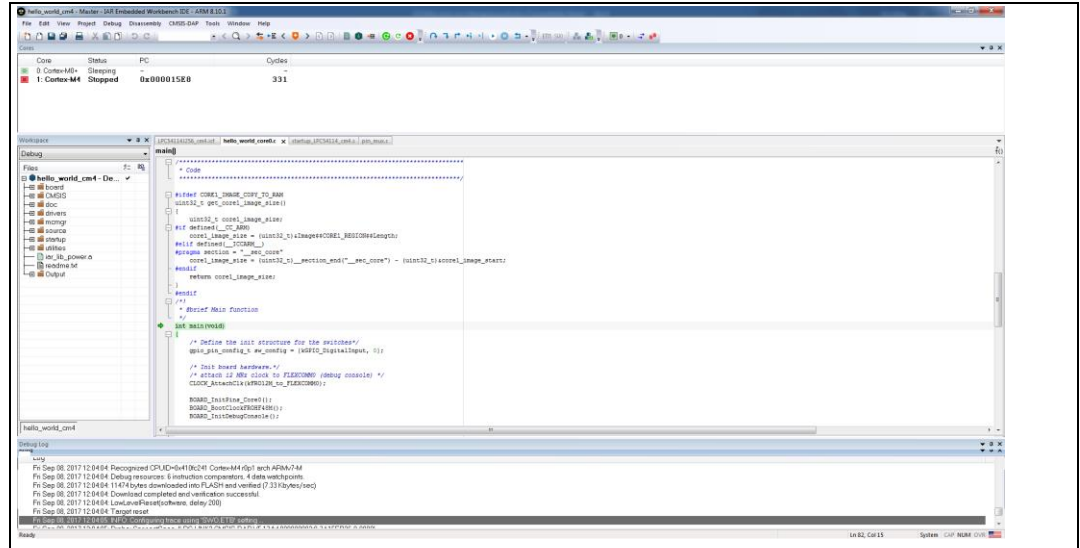 hello_world_cm4 - Master - IAR Embedded Workbench IDE - ARM 8.10.1
File Edit View Project Debug Disassembly CMSIS-DAP Tools Window Help
Cores
Core Status PC Cycles
0: Cortex-M0+ Sleeping - -
1: Cortex-M4 Stopped 0x000015E8 331
Workspace
LPC54114J256_cm4.icf hello_world_core0.c x startup_LPC54114_cm4.s pin_mux.c
Debug
main()
Files
hello_world_cm4 - De...
board
CMSIS
doc
drivers
mcmgr
source
startup
utilities
iar_lib_power.a
readme.txt
Output
hello_world_cm4
/*******************************************************************************
* Code
******************************************************************************/
#ifdef CORE1_IMAGE_COPY_TO_RAM
uint32_t get_core1_image_size()
{
uint32_t core1_image_size;
#if defined(__CC_ARM)
core1_image_size = (uint32_t)&Image$$CORE1_REGION$$Length;
#elif defined(__ICCARM__)
#pragma section = "__sec_core"
core1_image_size = (uint32_t)__section_end("__sec_core") - (uint32_t)&core1_image_start;
#endif
return core1_image_size;
}
#endif
/*!
* @brief Main function
*/
int main(void)
{
/* Define the init structure for the switches*/
gpio_pin_config_t sw_config = {kGPIO_DigitalInput, 0};
/* Init board hardware.*/
/* attach 12 MHz clock to FLEXCOMM0 (debug console) */
CLOCK_AttachClk(kFRO12M_to_FLEXCOMM0);
BOARD_InitPins_Core0();
BOARD_BootClockFROHF48M();
BOARD_InitDebugConsole();
Debug Log
Log
Fri Sep 08, 2017 12:04:04: Recognized CPUID=0x410fc241 Cortex-M4 r0p1 arch ARMv7-M
Fri Sep 08, 2017 12:04:04: Debug resources: 6 instruction comparators, 4 data watchpoints.
Fri Sep 08, 2017 12:04:04: 11474 bytes downloaded into FLASH and verified (7.33 Kbytes/sec)
Fri Sep 08, 2017 12:04:04: Download completed and verification successful.
Fri Sep 08, 2017 12:04:04: LowLevelReset(software, delay 200)
Fri Sep 08, 2017 12:04:04: Target reset
Fri Sep 08, 2017 12:04:05: INFO: Configuring trace using 'SWO,ETB' setting...
Ready
Ln 82, Col 15 System CAP NUM OVR